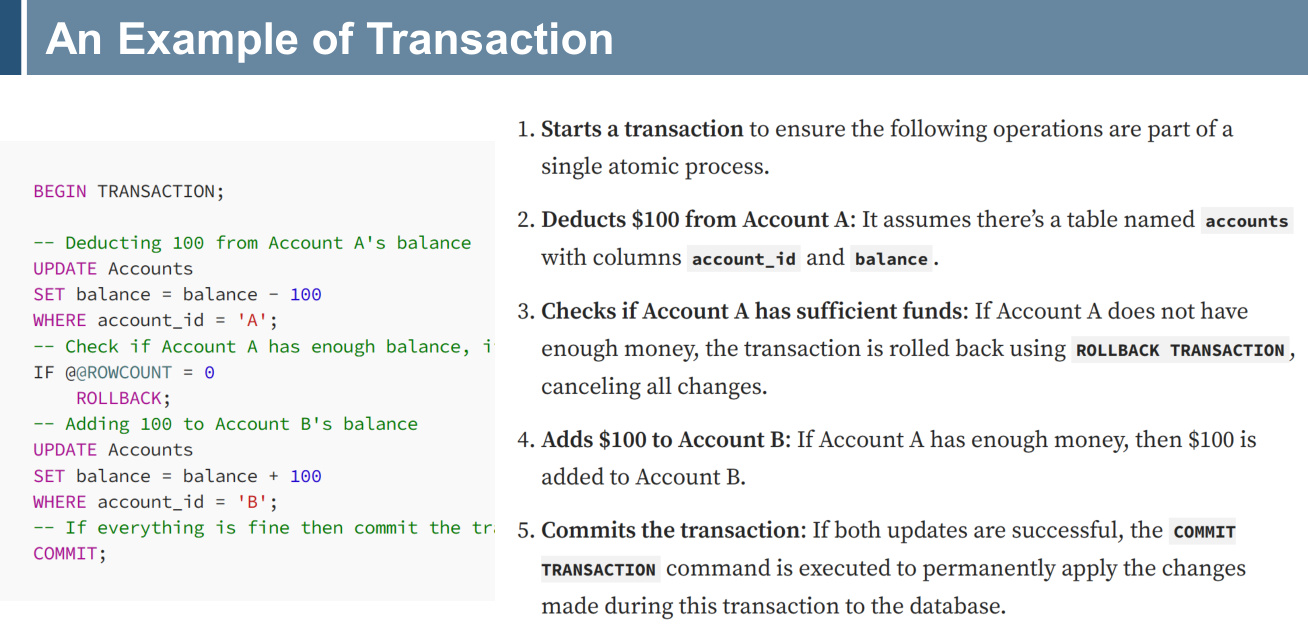 An Example of Transaction
BEGIN TRANSACTION;
-- Deducting 100 from Account A's balance
UPDATE Accounts
SET balance = balance - 100
WHERE account_id = 'A';
-- Check if Account A has enough balance, i
IF @@ROWCOUNT = 0
ROLLBACK;
-- Adding 100 to Account B's balance
UPDATE Accounts
SET balance = balance + 100
WHERE account_id = 'B';
-- If everything is fine then commit the tra
COMMIT;
1. Starts a transaction to ensure the following operations are part of a
single atomic process.
2. Deducts $100 from Account A: It assumes there’s a table named accounts
with columns account_id and balance.
3. Checks if Account A has sufficient funds: If Account A does not have
enough money, the transaction is rolled back using ROLLBACK TRANSACTION,
canceling all changes.
4. Adds $100 to Account B: If Account A has enough money, then $100 is
added to Account B.
5. Commits the transaction: If both updates are successful, the COMMIT
TRANSACTION command is executed to permanently apply the changes
made during this transaction to the database.